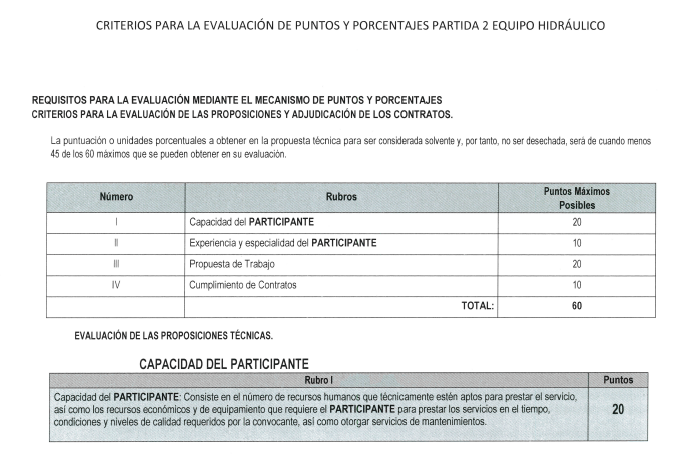 CRITERIOS PARA LA EVALUACIÓN DE PUNTOS Y PORCENTAJES PARTIDA 2 EQUIPO HIDRÁULICO
REQUISITOS PARA LA EVALUACIÓN MEDIANTE EL MECANISMO DE PUNTOS Y PORCENTAJES
CRITERIOS PARA LA EVALUACIÓN DE LAS PROPOSICIONES Y ADJUDICACIÓN DE LOS CONTRATOS.
La puntuación o unidades porcentuales a obtener en la propuesta técnica para ser considerada solvente y, por tanto, no ser desechada, será de cuando menos
45 de los 60 máximos que se pueden obtener en su evaluación.
Número Rubros Puntos Máximos
Posibles
I Capacidad del PARTICIPANTE 20
II Experiencia y especialidad del PARTICIPANTE 10
III Propuesta de Trabajo 20
IV Cumplimiento de Contratos 10
TOTAL: 60
EVALUACIÓN DE LAS PROPOSICIONES TÉCNICAS.
CAPACIDAD DEL PARTICIPANTE
Rubro I Puntos
Capacidad del PARTICIPANTE: Consiste en el número de recursos humanos que técnicamente estén aptos para prestar el servicio,
así como los recursos económicos y de equipamiento que requiere el PARTICIPANTE para prestar los servicios en el tiempo,
condiciones y niveles de calidad requeridos por la convocante, así como otorgar servicios de mantenimientos.
20